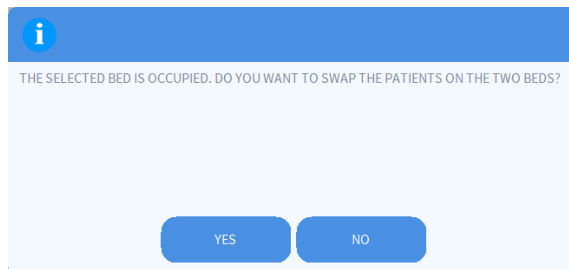 THE SELECTED BED IS OCCUPIED. DO YOU WANT TO SWAP THE PATIENTS ON THE TWO BEDS?
YES NO